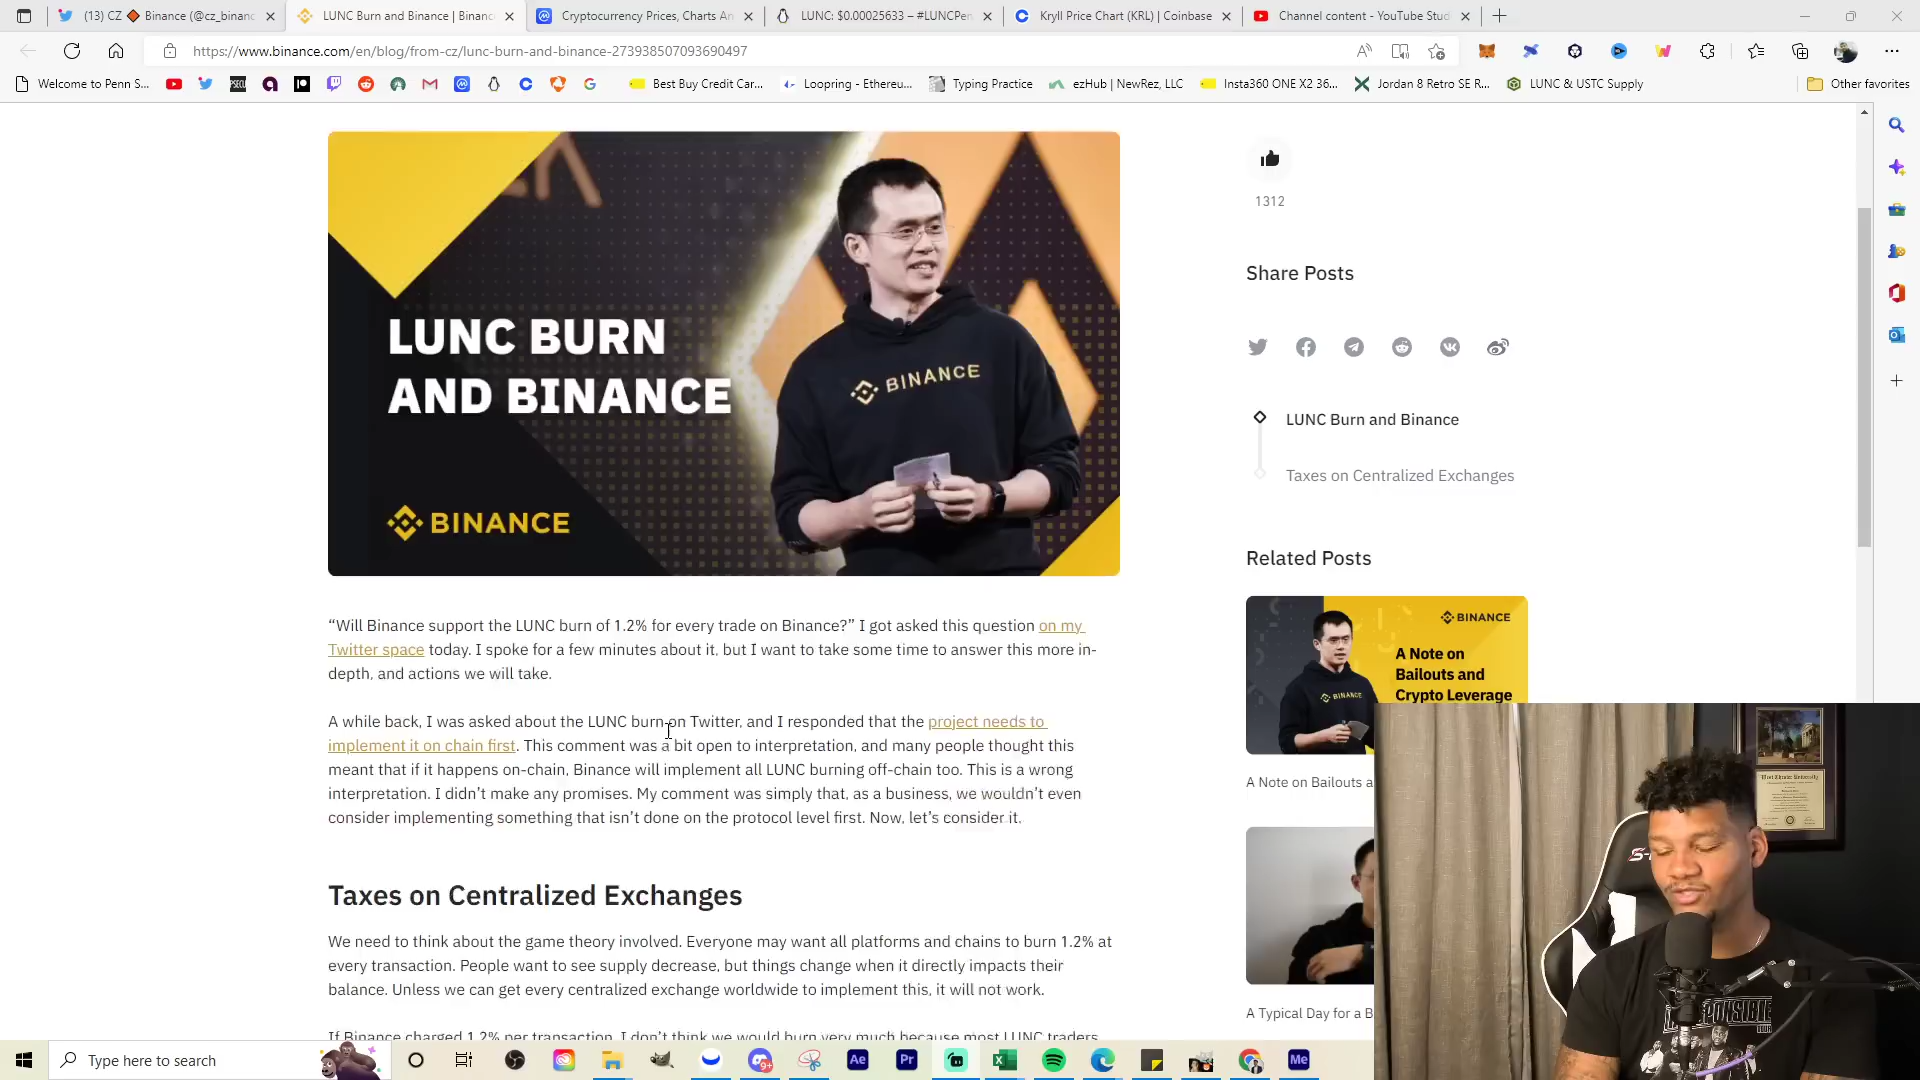 (13) CZ 🔶 Binance (@cz_binanc
LUNC Burn and Binance | Binanc
Cryptocurrency Prices, Charts An
LUNC: $0.00025633 – #LUNCPen
Kryll Price Chart (KRL) | Coinbase
Channel content - YouTube Stud
https://www.binance.com/en/blog/from-cz/lunc-burn-and-binance-273938507093690497
Welcome to Penn S...
Best Buy Credit Car...
Loopring - Ethereu...
Typing Practice
ezHub | NewRez, LLC
Insta360 ONE X2 36...
Jordan 8 Retro SE R...
LUNC & USTC Supply
Other favorites
LUNC BURN
AND BINANCE
BINANCE
BINANCE
1312
Share Posts
LUNC Burn and Binance
Taxes on Centralized Exchanges
Related Posts
BINANCE
A Note on
Bailouts and
Crypto Leverage
BINANCE
A Note on Bailouts a
A Typical Day for a B
“Will Binance support the LUNC burn of 1.2% for every trade on Binance?” I got asked this question on my
Twitter space today. I spoke for a few minutes about it, but I want to take some time to answer this more in-
depth, and actions we will take.
A while back, I was asked about the LUNC burn on Twitter, and I responded that the project needs to
implement it on chain first. This comment was a bit open to interpretation, and many people thought this
meant that if it happens on-chain, Binance will implement all LUNC burning off-chain too. This is a wrong
interpretation. I didn’t make any promises. My comment was simply that, as a business, we wouldn’t even
consider implementing something that isn’t done on the protocol level first. Now, let’s consider it.
Taxes on Centralized Exchanges
We need to think about the game theory involved. Everyone may want all platforms and chains to burn 1.2% at
every transaction. People want to see supply decrease, but things change when it directly impacts their
balance. Unless we can get every centralized exchange worldwide to implement this, it will not work.
If Binance charged 1.2% per transaction, I don’t think we would burn very much because most LUNC traders
Type here to search
Ae
Pr
Me